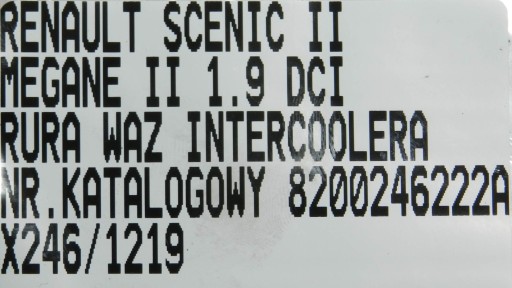 RENAULT SCENIC II
MEGANE II 1.9 DCI
RURA WAZ INTERCOOLERA
NR.KATALOGOWY 8200246222A
X246/1219